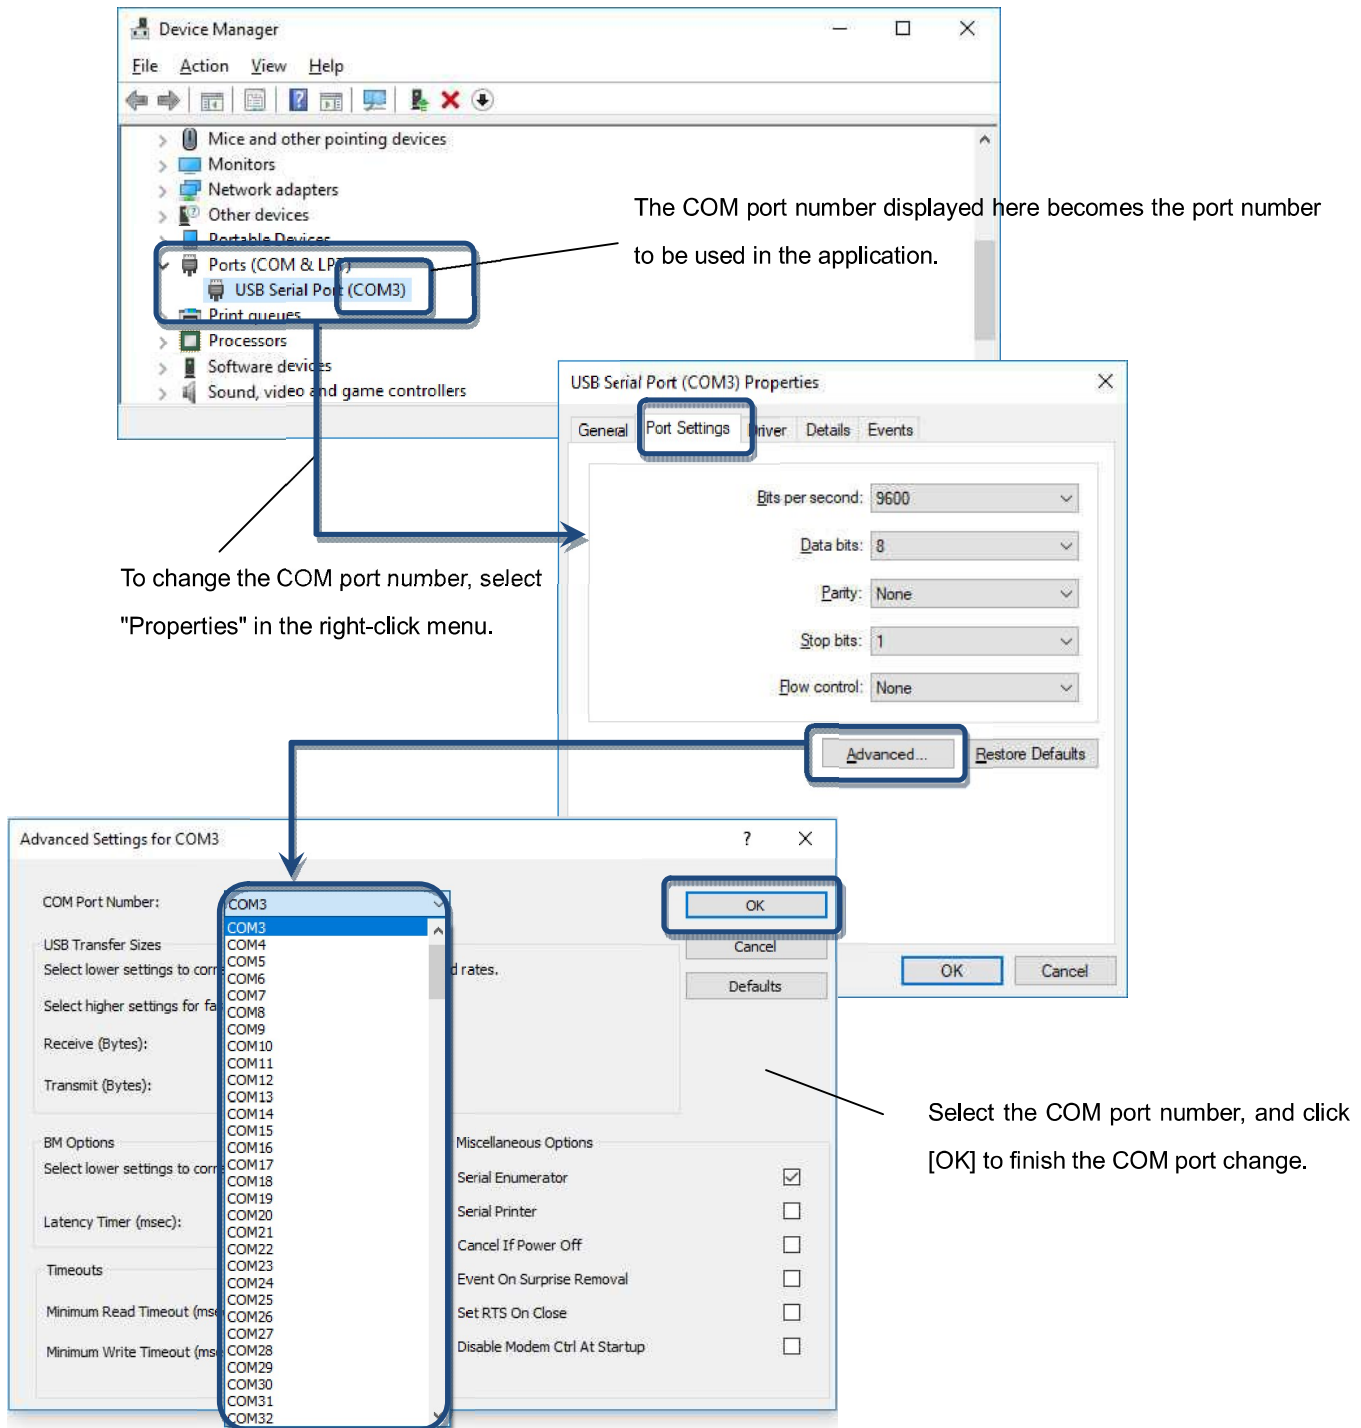 Device Manager
File Action View Help
Mice and other pointing devices
Monitors
Network adapters
Other devices
Portable Devices
Ports (COM & LPT)
USB Serial Port (COM3)
Print queues
Processors
Software devices
Sound, video and game controllers
The COM port number displayed here becomes the port number
to be used in the application.
To change the COM port number, select
"Properties" in the right-click menu.
USB Serial Port (COM3) Properties
General Port Settings Driver Details Events
Bits per second: 9600
Data bits: 8
Parity: None
Stop bits: 1
Flow control: None
Advanced... Restore Defaults
OK Cancel
Advanced Settings for COM3 ?
COM Port Number: COM3
OK
Cancel
Defaults
USB Transfer Sizes
Select lower settings to d rates.
Select higher settings for
Receive (Bytes):
Transmit (Bytes):
BM Options
Select lower settings to
Latency Timer (msec):
Timeouts
Minimum Read Timeout
Minimum Write Timeout
COM3
COM4
COM5
COM6
COM7
COM8
COM9
COM10
COM11
COM12
COM13
COM14
COM15
COM16
COM17
COM18
COM19
COM20
COM21
COM22
COM23
COM24
COM25
COM26
COM27
COM28
COM29
COM30
COM31
COM32
Miscellaneous Options
Serial Enumerator
Serial Printer
Cancel If Power Off
Event On Surprise Removal
Set RTS On Close
Disable Modem Ctrl At Startup
Select the COM port number, and click
[OK] to finish the COM port change.